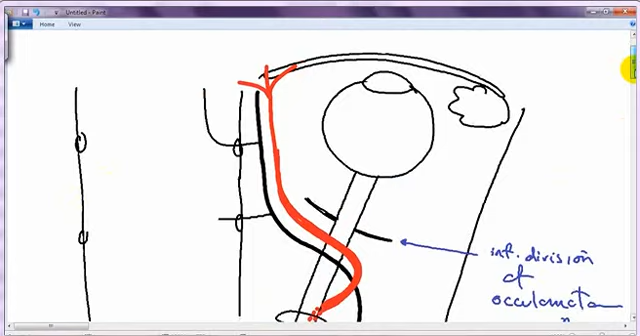 Untitled - Paint
Home View
inf. division
of
occulomotor
n